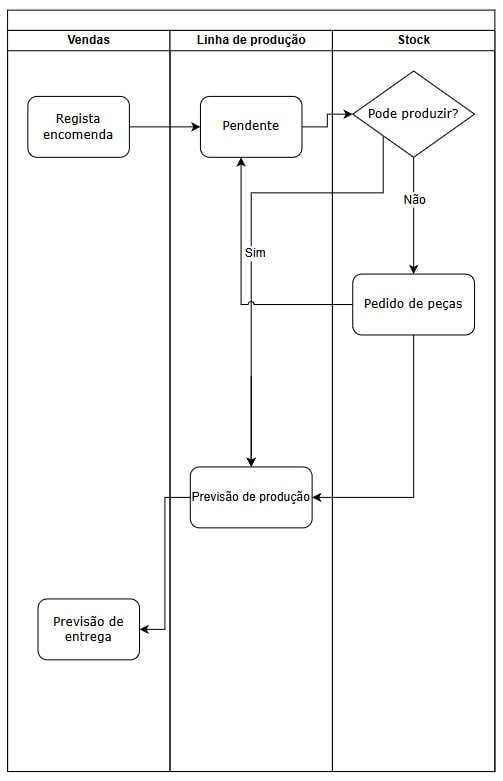 Vendas
Linha de produção
Stock
Regista
encomenda
Pendente
Pode produzir?
Não
Sim
Pedido de peças
Previsão de produção
Previsão de
entrega